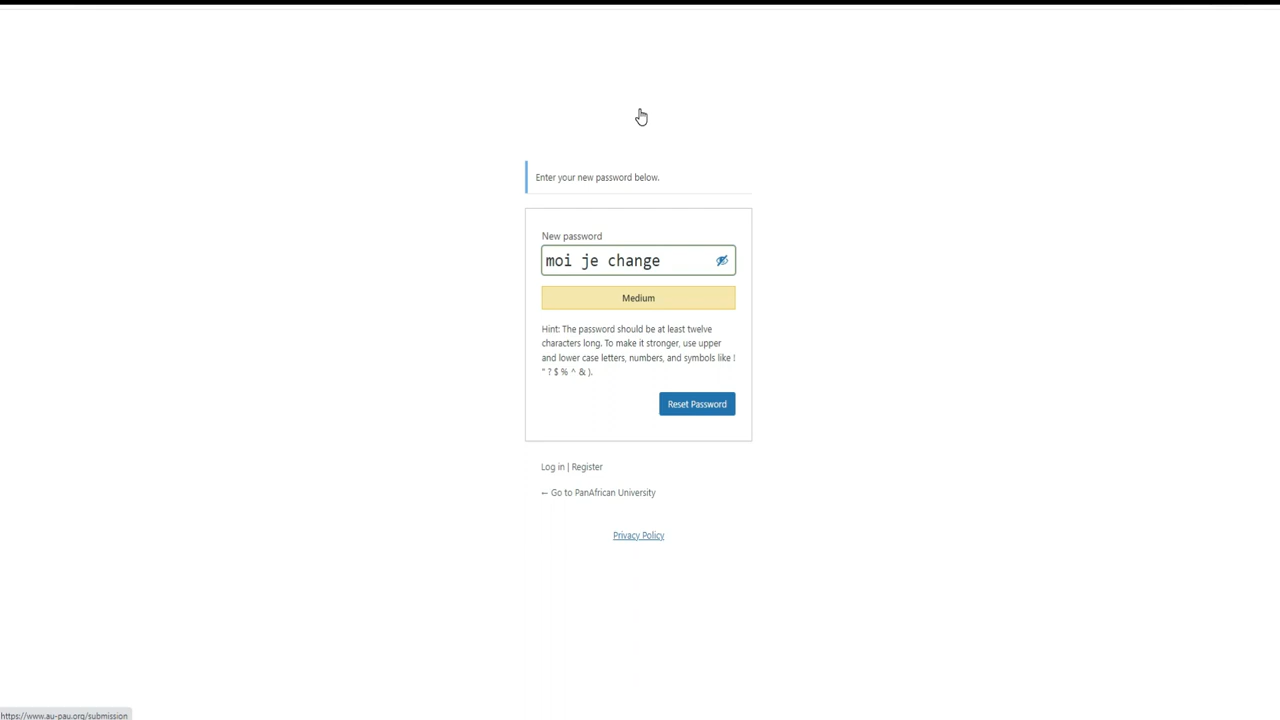 Enter your new password below.
New password
moi je change
Medium
Hint: The password should be at least twelve
characters long. To make it stronger, use upper
and lower case letters, numbers, and symbols like !
" ? $ % ^ & ).
Reset Password
Log in | Register
← Go to PanAfrican University
Privacy Policy
https://www.au-pau.org/submission